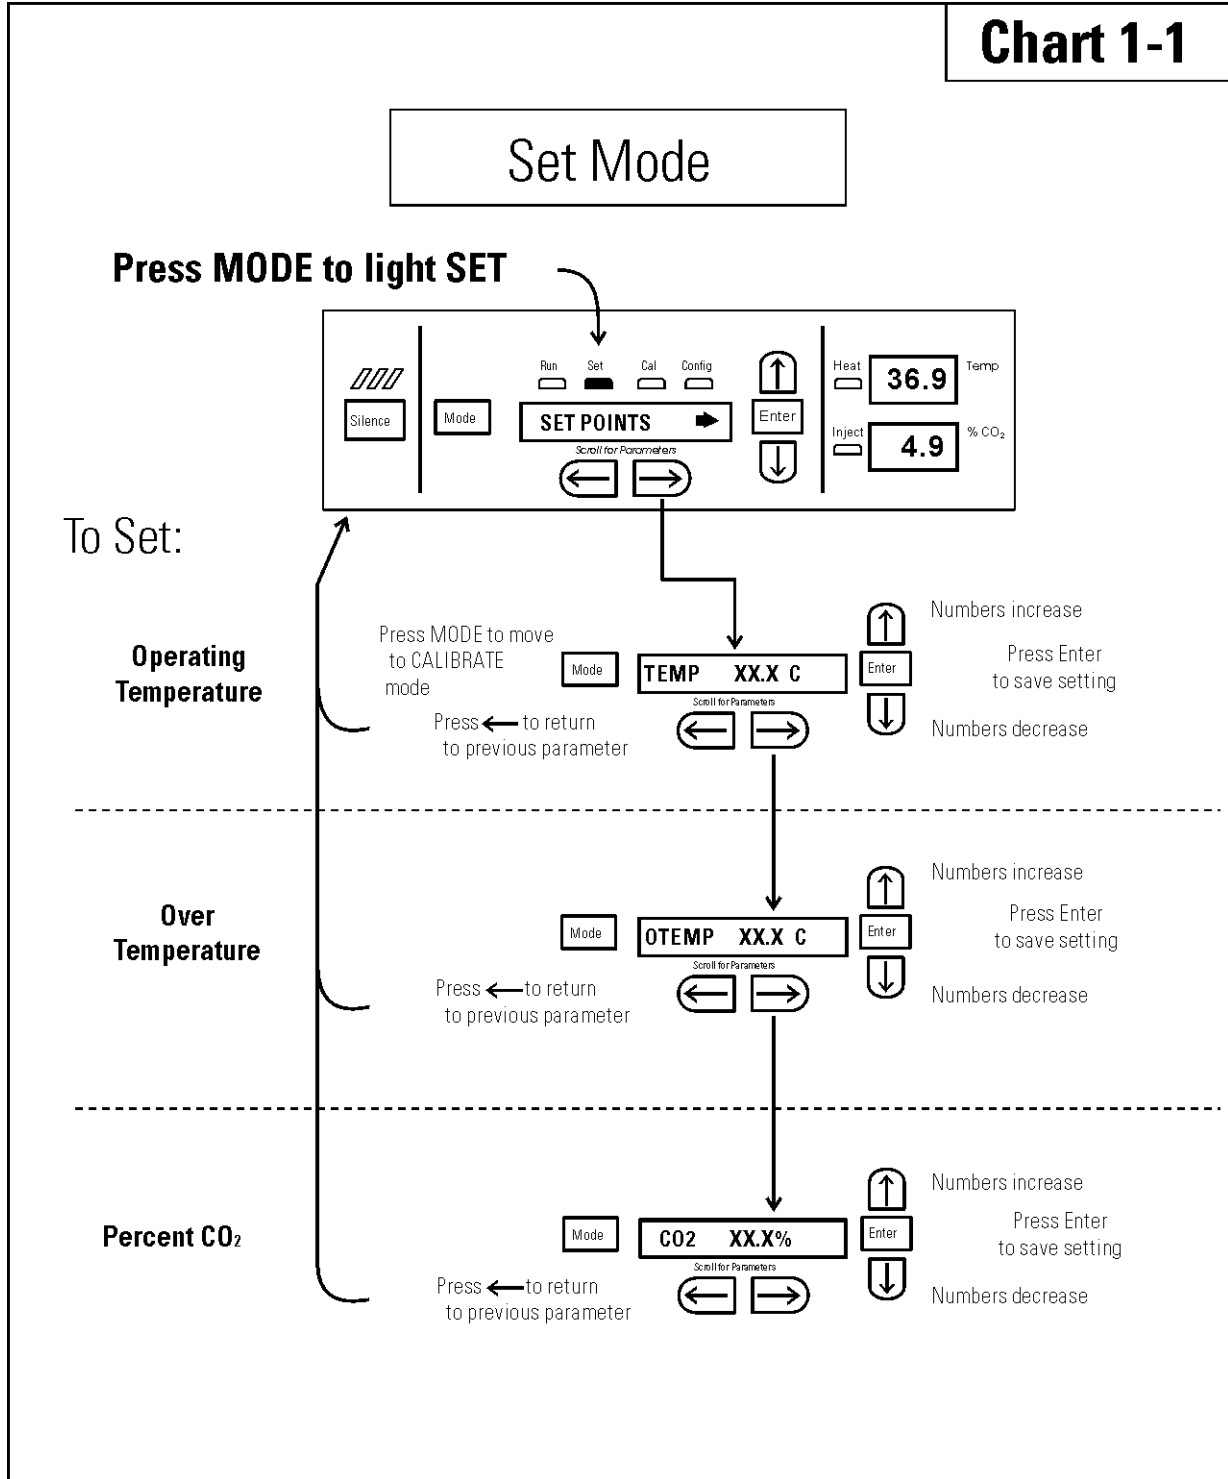 Chart 1-1
Set Mode
Press MODE to light SET
Run Set Cal Config
Silence
Mode
SET POINTS
Scroll for Parameters
Enter
Heat
36.9
Temp
Inject
4.9
% CO₂
To Set:
Operating
Temperature
Press MODE to move
to CALIBRATE
mode
Press ← to return
to previous parameter
Mode
TEMP XX.X C
Scroll for Parameters
Enter
Numbers increase
Press Enter
to save setting
Numbers decrease
Over
Temperature
Press ← to return
to previous parameter
Mode
OTEMP XX.X C
Scroll for Parameters
Enter
Numbers increase
Press Enter
to save setting
Numbers decrease
Percent CO₂
Press ← to return
to previous parameter
Mode
CO2 XX.X%
Scroll for Parameters
Enter
Numbers increase
Press Enter
to save setting
Numbers decrease